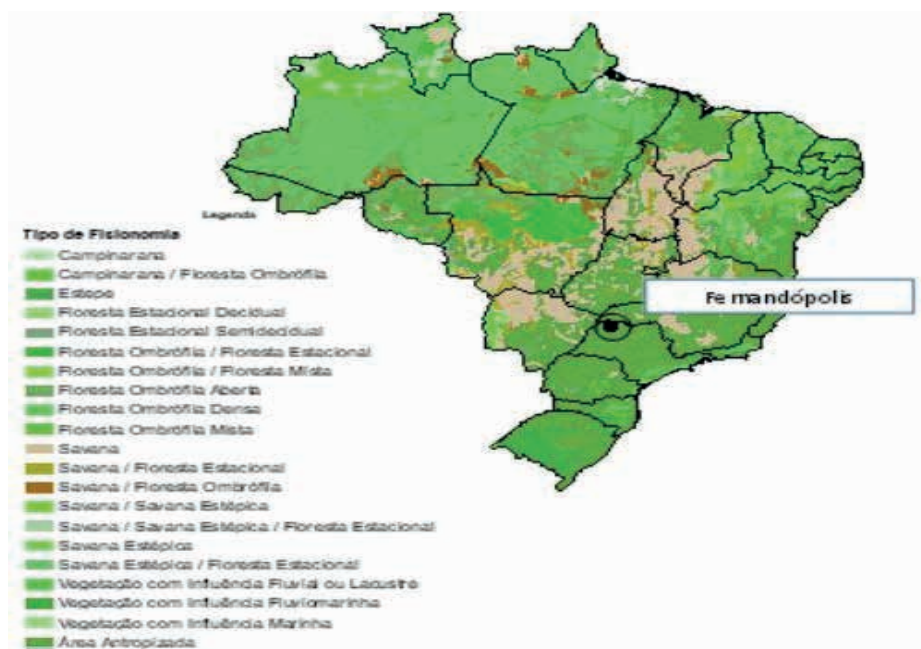 Legenda
Tipo de Fisionomia
Campinarana
Campinarana / Floresta Ombrófila
Estepe
Floresta Estacional Decidual
Floresta Estacional Semidecidual
Floresta Ombrófila / Floresta Estacional
Floresta Ombrófila / Floresta Mista
Floresta Ombrófila Aberta
Floresta Ombrófila Densa
Floresta Ombrófila Mista
Savana
Savana / Floresta Estacional
Savana / Floresta Ombrófila
Savana / Savana Estépica
Savana / Savana Estépica / Floresta Estacional
Savana Estépica
Savana Estépica / Floresta Estacional
Vegetação com Influência Fluvial ou Lacustre
Vegetação com Influência Fluviomarinha
Vegetação com Influência Marinha
Área Antropizada
Fernandópolis